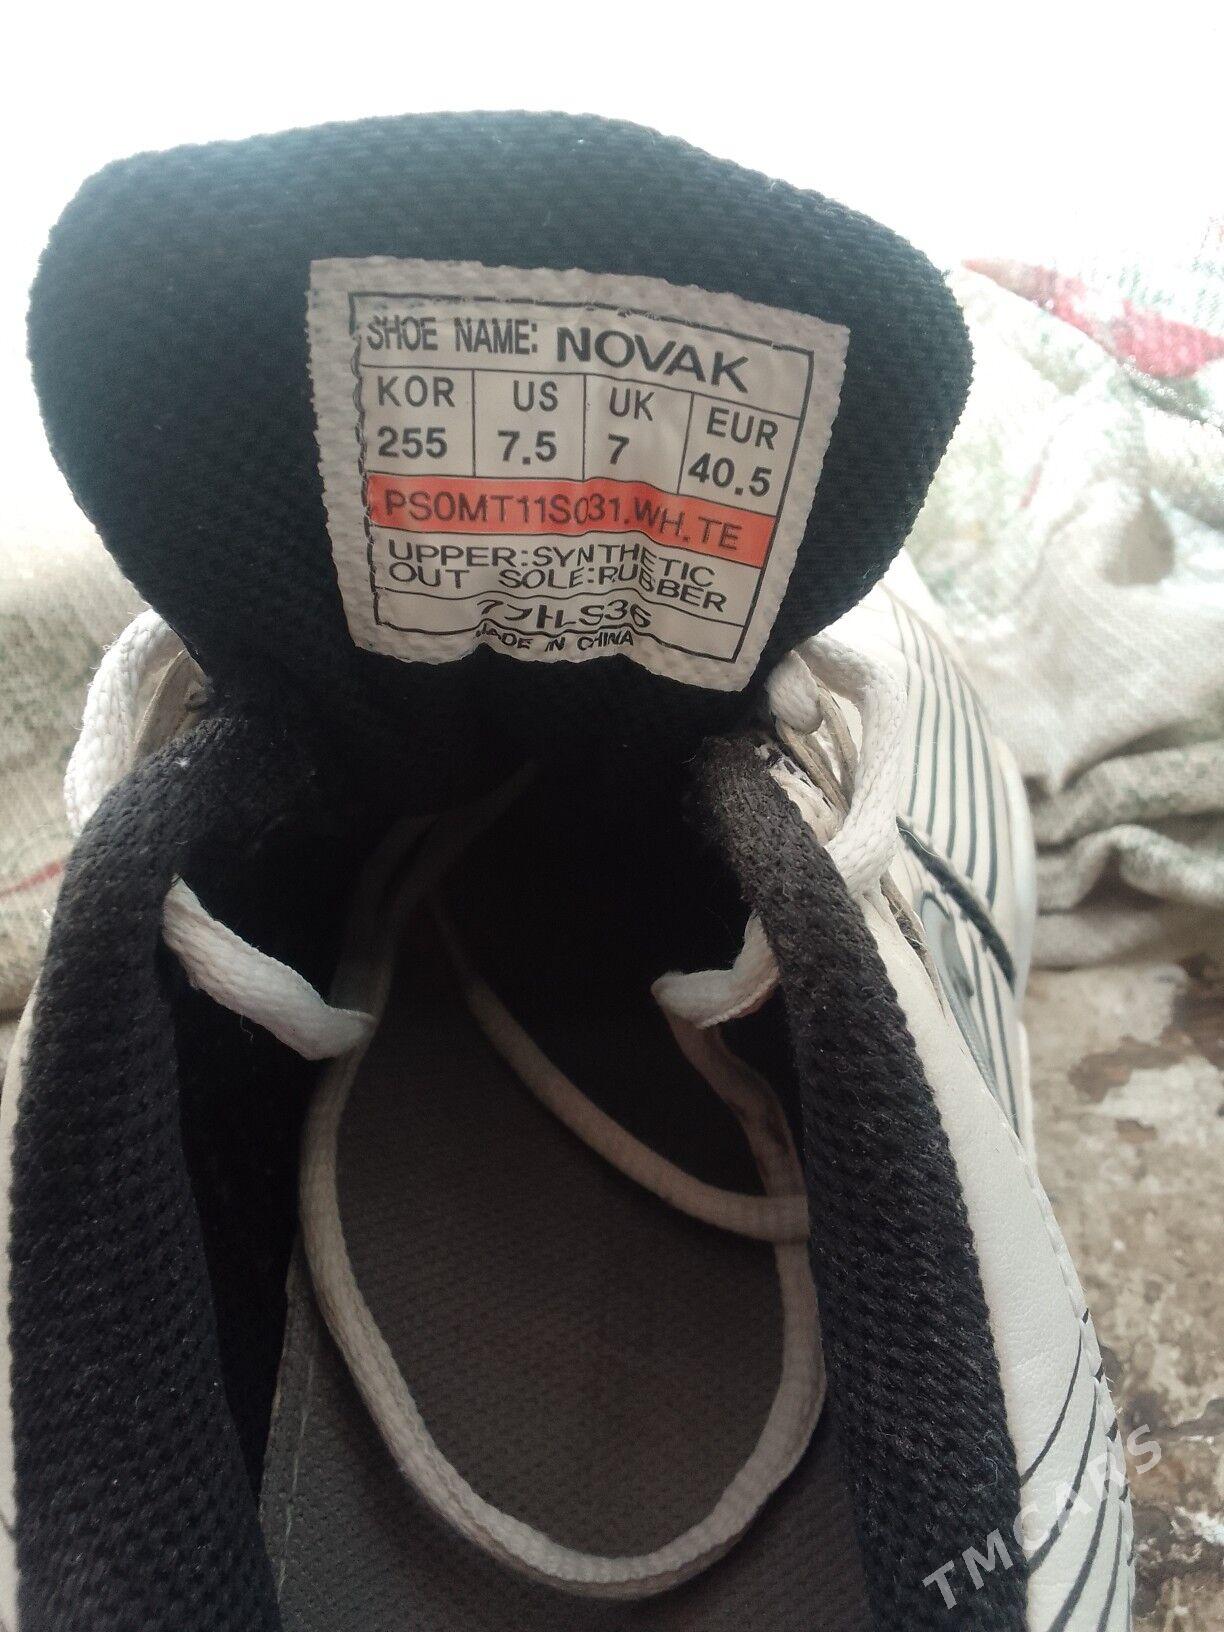 SHOE NAME: NOVAK
KOR US UK EUR
255 7.5 7 40.5
PS0MT11S031.WH.TE
UPPER:SYNTHETIC
OUT SOLE:RUBBER
MADE IN CHINA
TMCARS